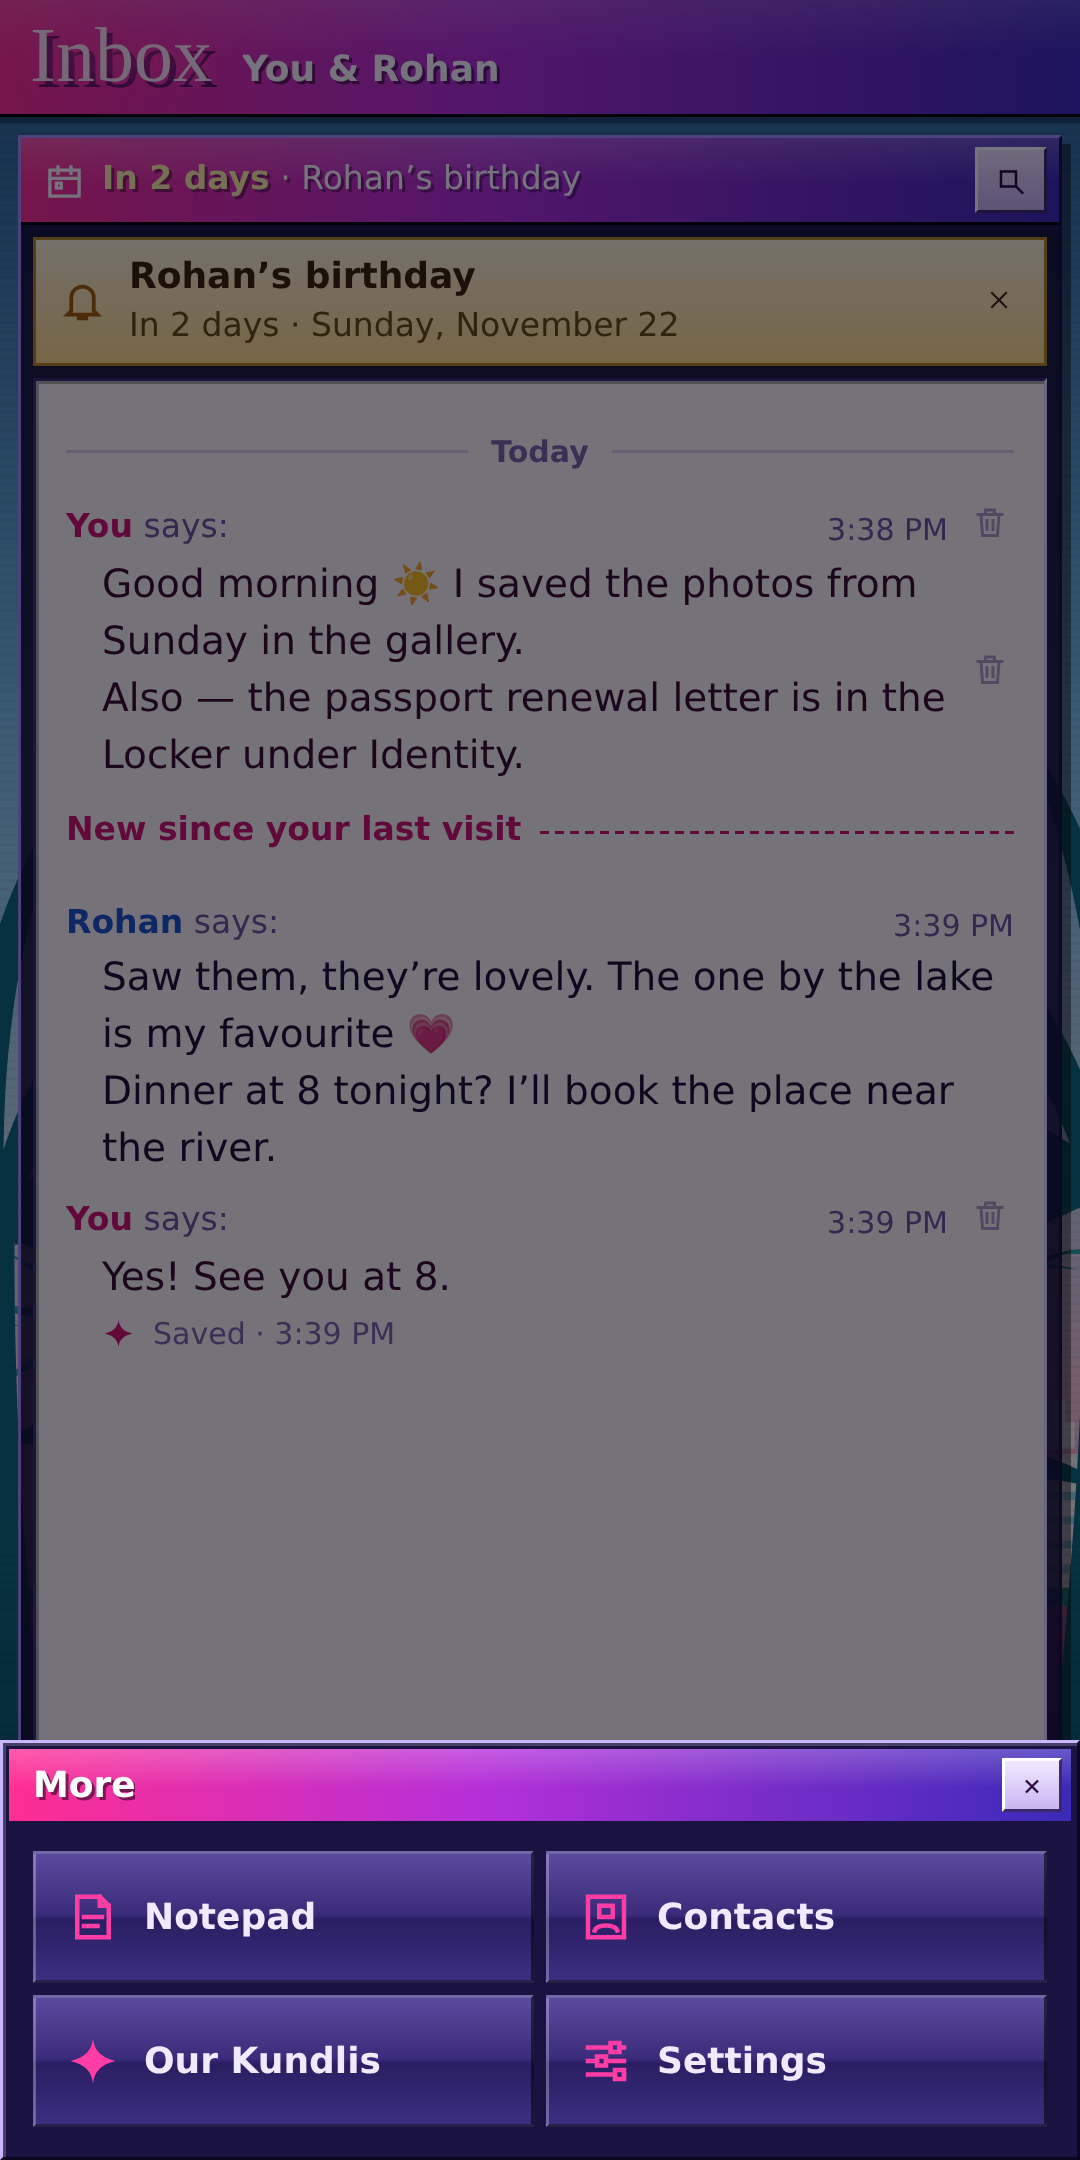 Inbox You & Rohan
In 2 days · Rohan’s birthday
Rohan’s birthday
In 2 days · Sunday, November 22
Today
You says: 3:38 PM
Good morning ☀️ I saved the photos from
Sunday in the gallery.
Also — the passport renewal letter is in the
Locker under Identity.
New since your last visit
Rohan says: 3:39 PM
Saw them, they’re lovely. The one by the lake
is my favourite 💗
Dinner at 8 tonight? I’ll book the place near
the river.
You says: 3:39 PM
Yes! See you at 8.
Saved · 3:39 PM
More
Notepad
Contacts
Our Kundlis
Settings